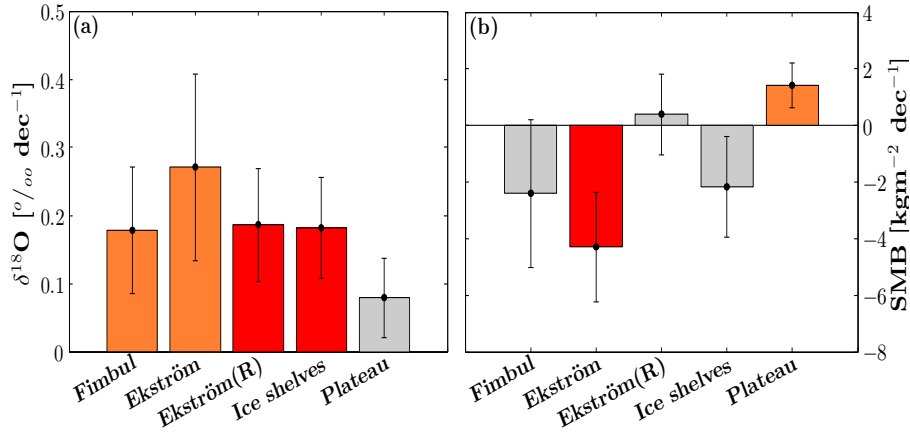 (a)
0.5
0.4
0.3
0.2
0.1
0
δ¹⁸O [º/ₒₒ dec⁻¹]
Fimbul
Ekström
Ekström(R)
Ice shelves
Plateau
(b)
4
2
0
−2
−4
−6
−8
SMB [kgm⁻² dec⁻¹]
Fimbul
Ekström
Ekström(R)
Ice shelves
Plateau